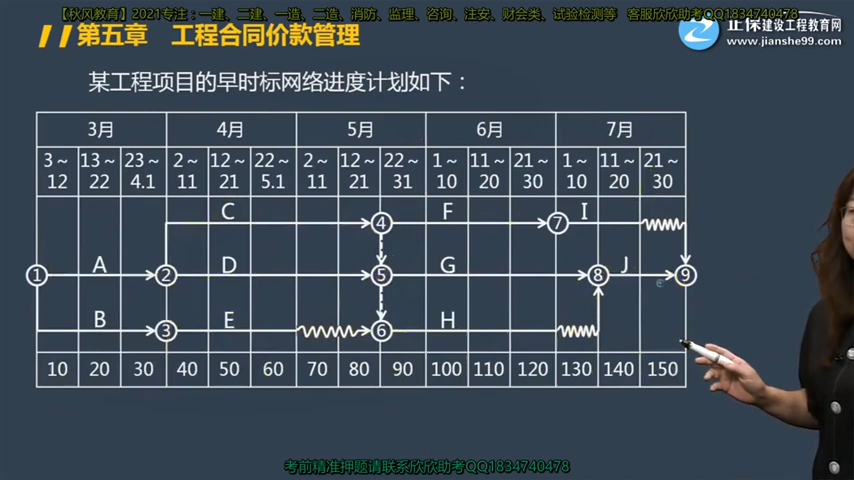 【秋风教育】2021专注：一建、二建、一造、二造、消防、监理、咨询、注安、财会类、试验检测等 客服欣欣助考QQ1834740478
第五章 工程合同价款管理
正保建设工程教育网
www.jianshe99.com
某工程项目的早时标网络进度计划如下：
3月 4月 5月 6月 7月
3～12 13～22 23～4.1 2～11 12～21 22～5.1 2～11 12～21 22～31 1～10 11～20 21～30 1～10 11～20 21～30
C 4 F 7 I
1 A 2 D 5 G 8 J 9
B 3 E 6 H
10 20 30 40 50 60 70 80 90 100 110 120 130 140 150
考前精准押题请联系欣欣助考QQ1834740478